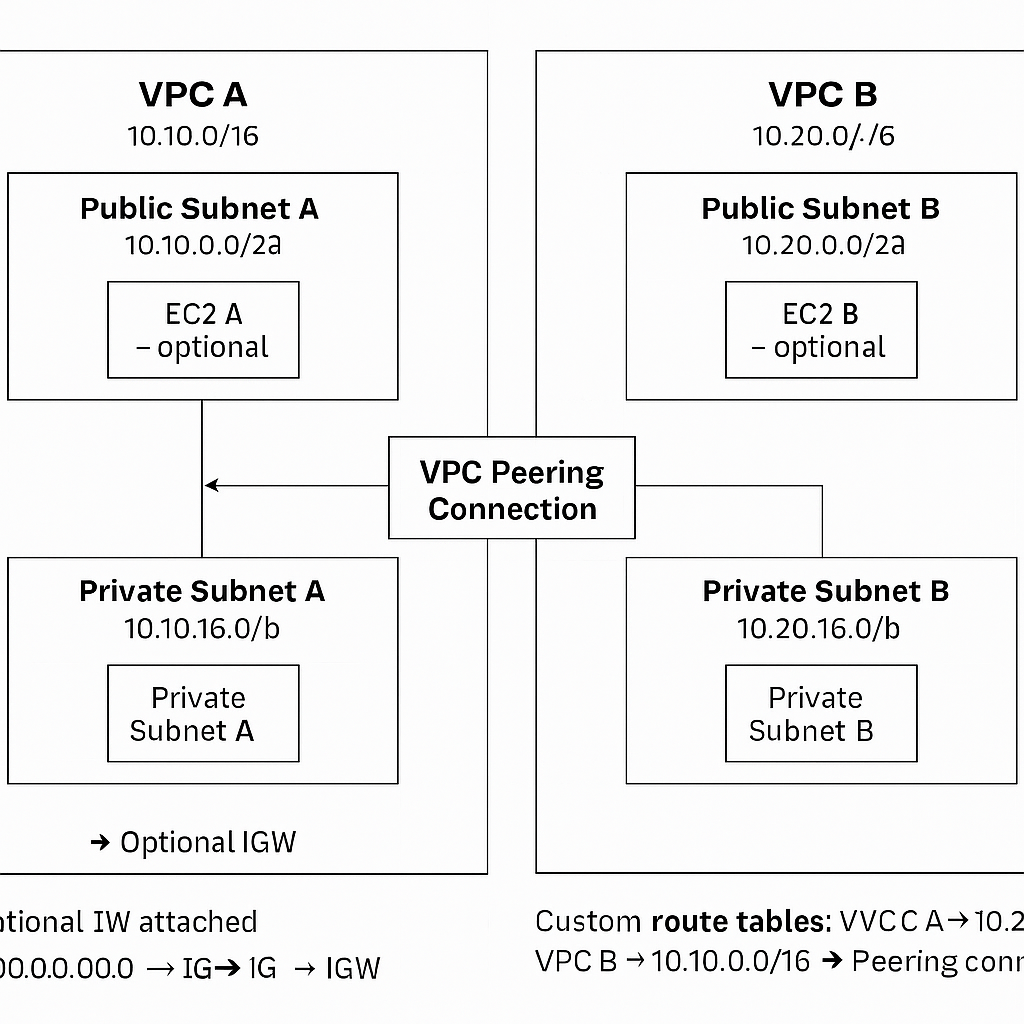 VPC A
10.10.0/16
Public Subnet A
10.10.0.0/2a
EC2 A
– optional
VPC B
10.20.0/./6
Public Subnet B
10.20.0.0/2a
EC2 B
– optional
VPC Peering
Connection
Private Subnet A
10.10.16.0/b
Private
Subnet A
→ Optional IGW
Private Subnet B
10.20.16.0/b
Private
Subnet B
ptional IW attached
00.0.0.00.0 → IG→ IG → IGW
Custom route tables: VVCC A→10.2
VPC B → 10.10.0.0/16 → Peering conn